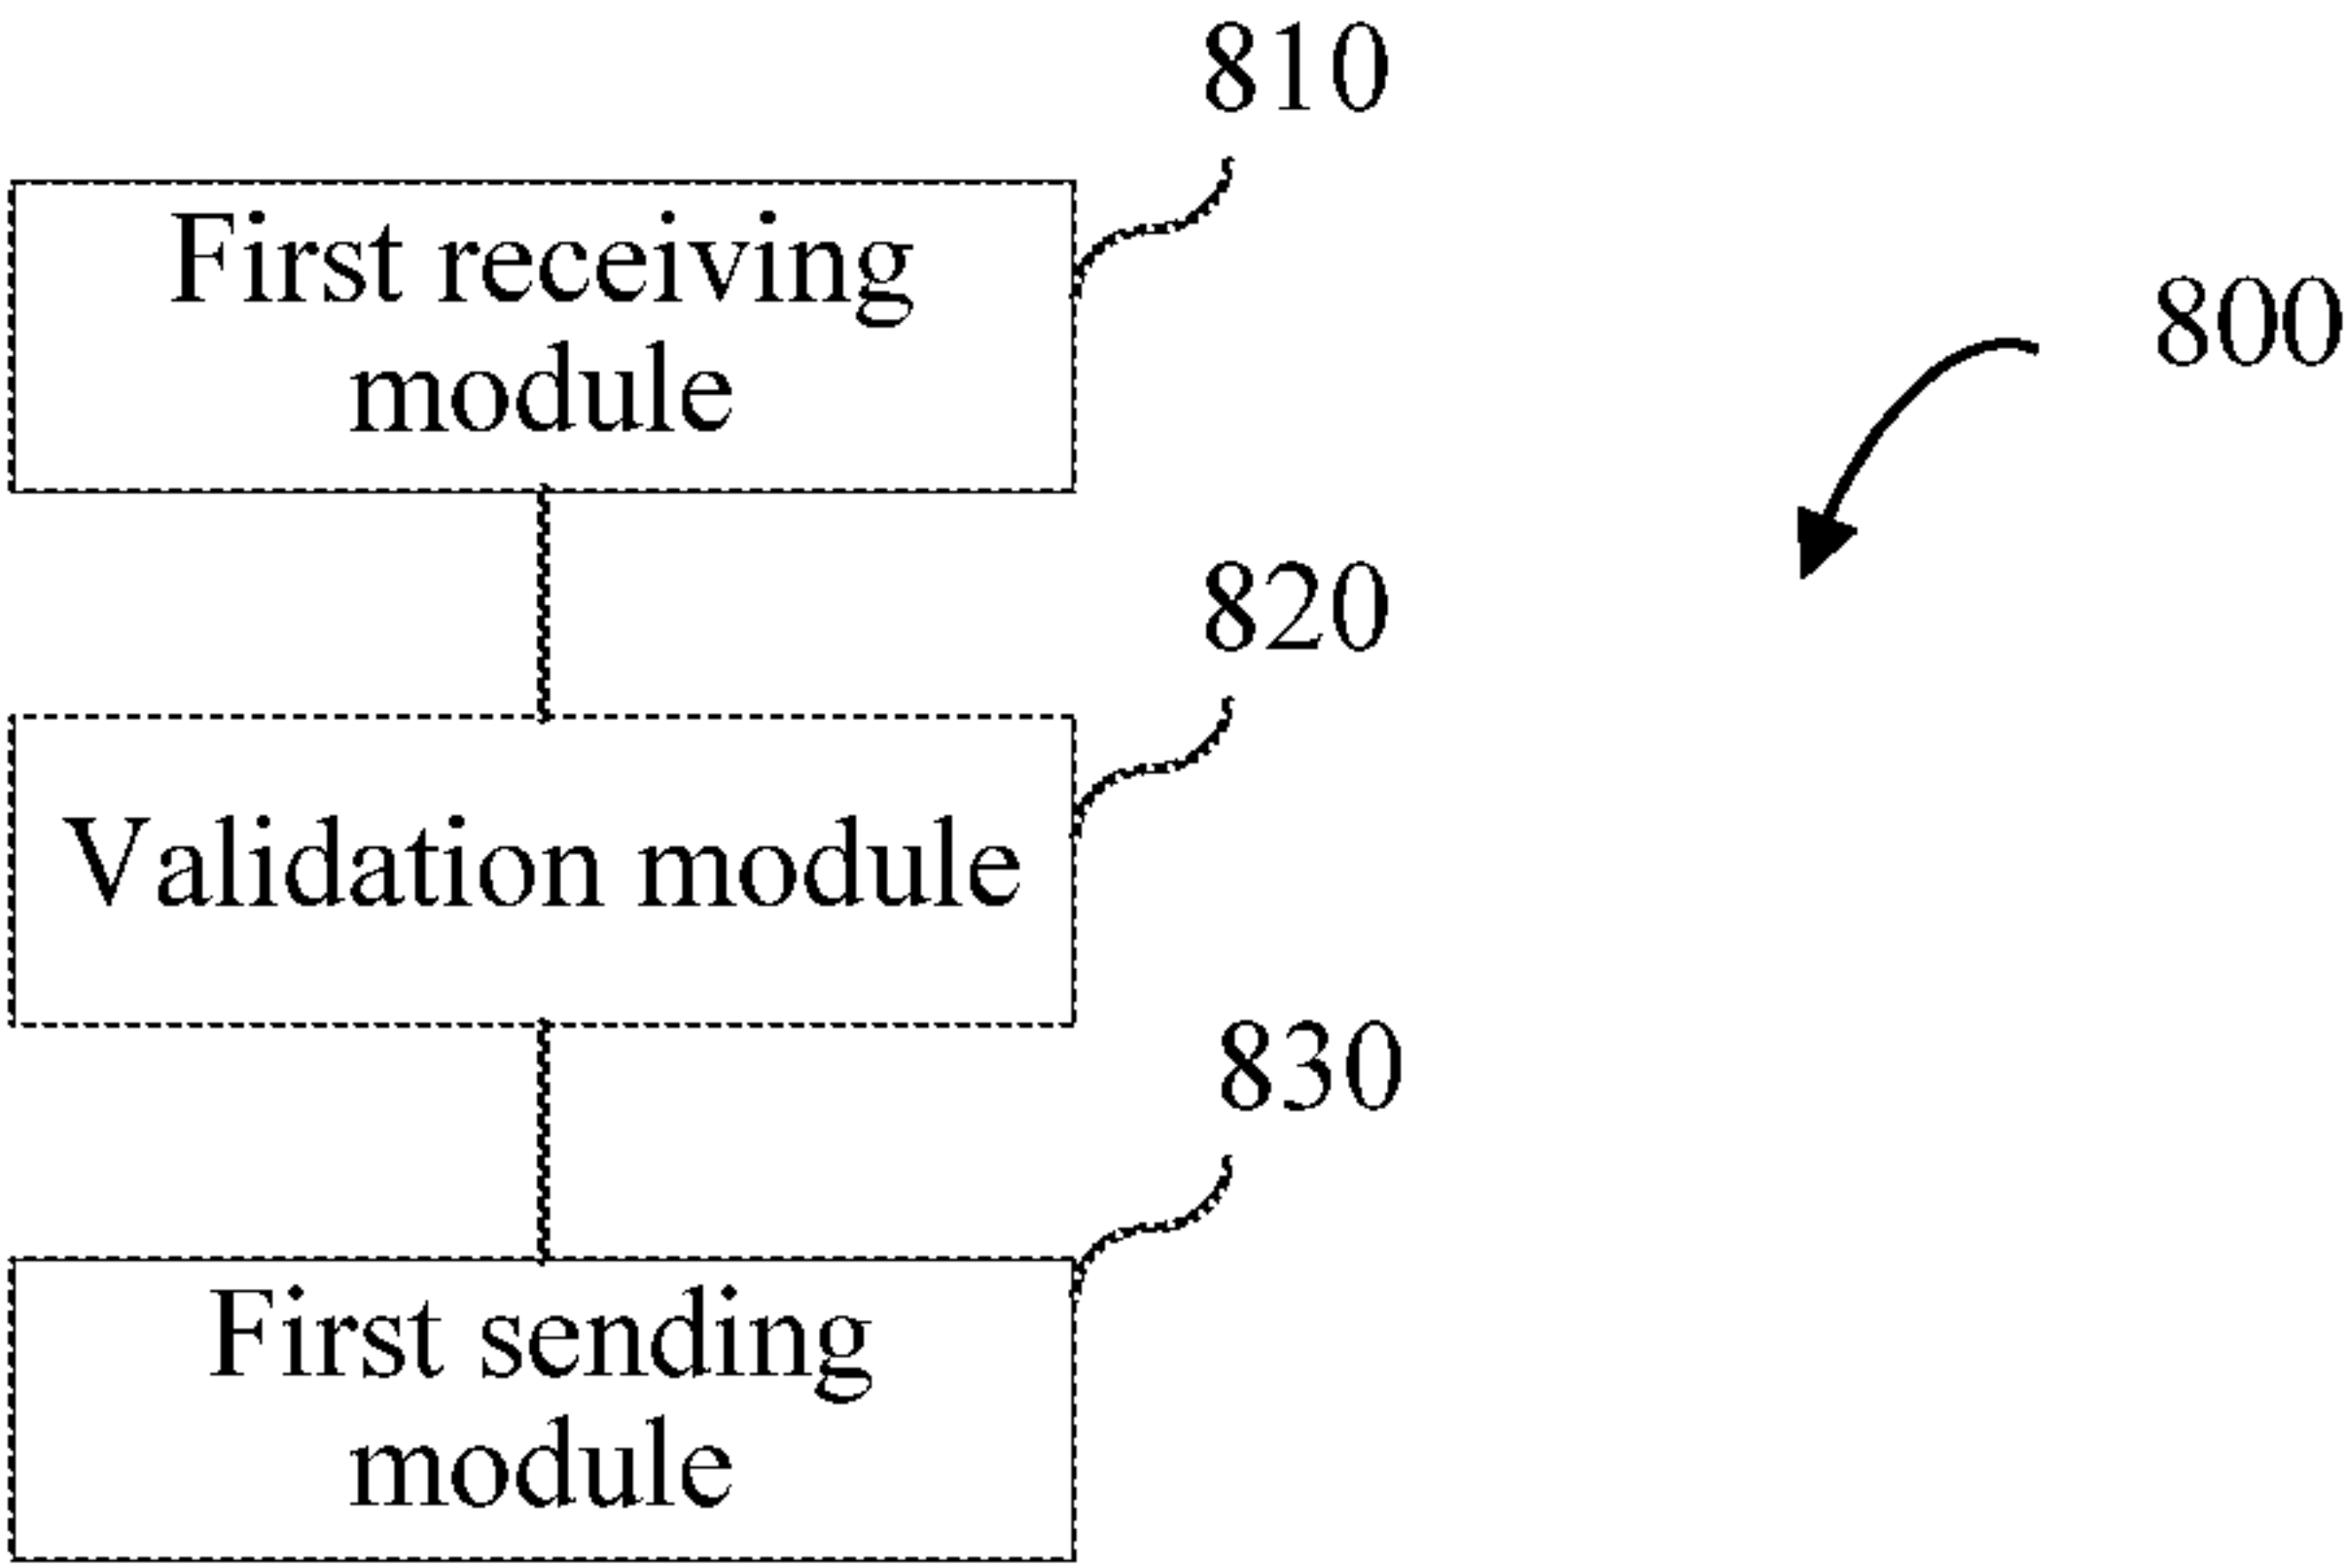 810
First receiving
module
800
820
Validation module
830
First sending
module